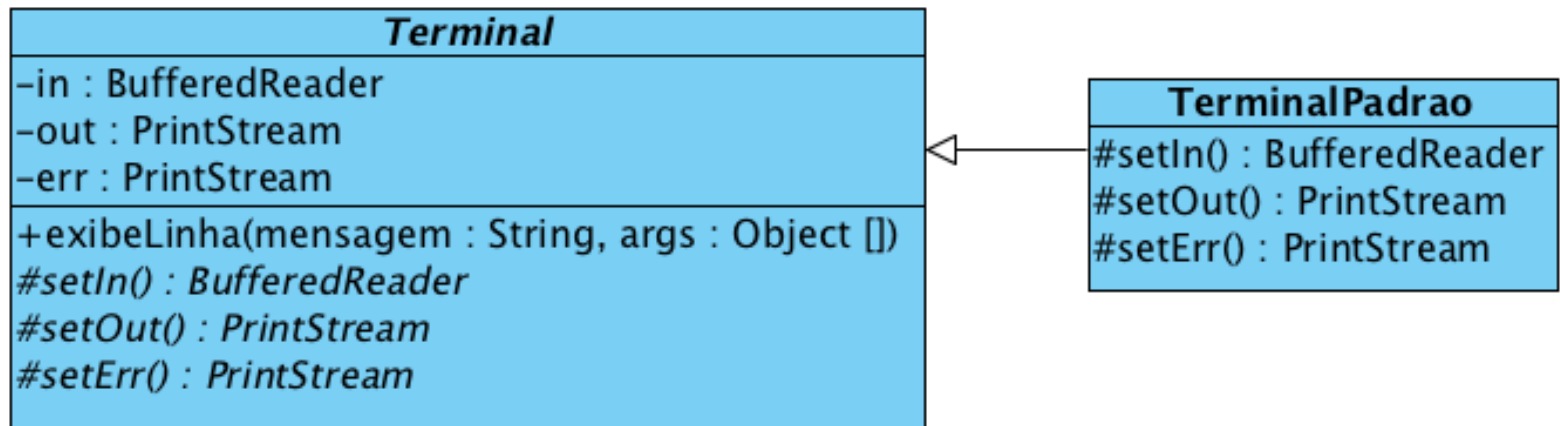 Terminal
-in : BufferedReader
-out : PrintStream
-err : PrintStream
+exibeLinha(mensagem : String, args : Object [])
#setIn() : BufferedReader
#setOut() : PrintStream
#setErr() : PrintStream
TerminalPadrao
#setIn() : BufferedReader
#setOut() : PrintStream
#setErr() : PrintStream